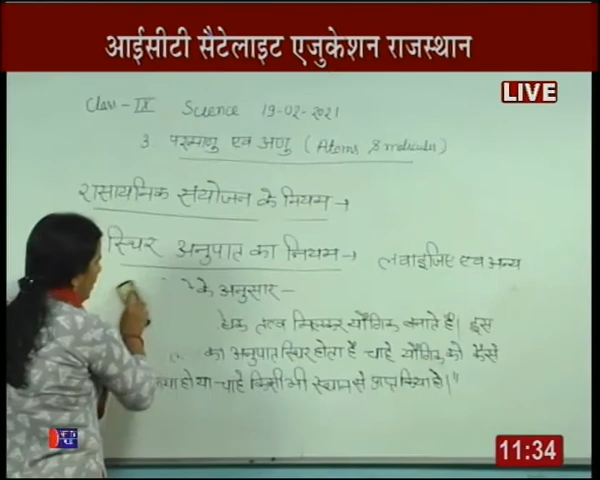 आईसीटी सैटेलाइट एजुकेशन राजस्थान
LIVE
Class - IX Science 19-02-2021
3. परमाणु एव अणु (Atoms & molecules)
रासायनिक संयोजन के नियम →
स्थिर अनुपात का नियम → लवाइजिए एव अन्य
के अनुसार -
तत्व मिलकर यौगिक बनाते है। इस
का अनुपात स्थिर होता है चाहे यौगिक को कैसे
हो या चाहे किसी भी स्थान से प्राप्त किया हो।"
11:34